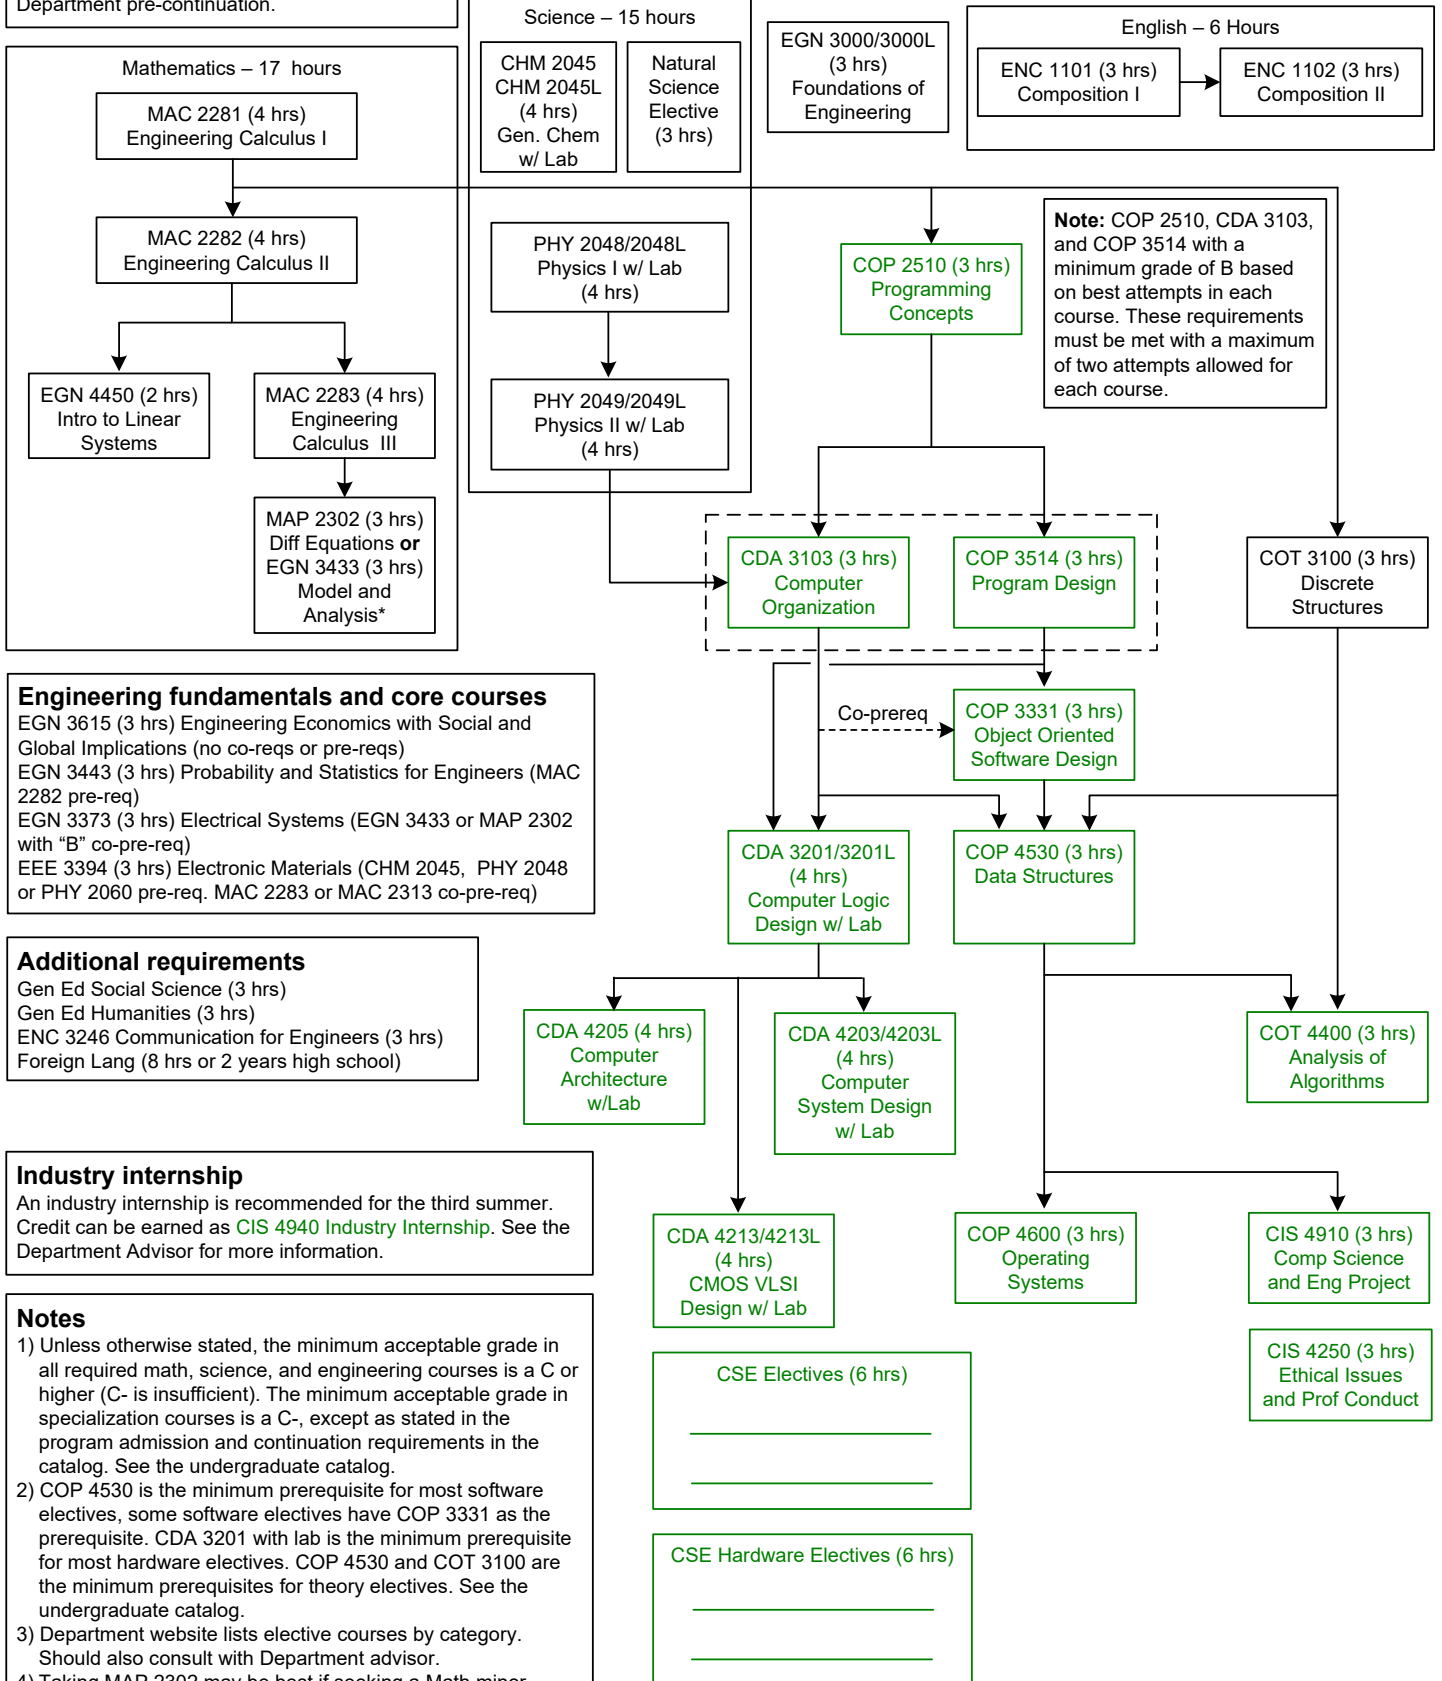 Department pre-continuation.
Mathematics – 17 hours
MAC 2281 (4 hrs)
Engineering Calculus I
MAC 2282 (4 hrs)
Engineering Calculus II
EGN 4450 (2 hrs)
Intro to Linear
Systems
MAC 2283 (4 hrs)
Engineering
Calculus III
MAP 2302 (3 hrs)
Diff Equations or
EGN 3433 (3 hrs)
Model and
Analysis*
Science – 15 hours
CHM 2045
CHM 2045L
(4 hrs)
Gen. Chem
w/ Lab
Natural
Science
Elective
(3 hrs)
PHY 2048/2048L
Physics I w/ Lab
(4 hrs)
PHY 2049/2049L
Physics II w/ Lab
(4 hrs)
EGN 3000/3000L
(3 hrs)
Foundations of
Engineering
English – 6 Hours
ENC 1101 (3 hrs)
Composition I
ENC 1102 (3 hrs)
Composition II
COP 2510 (3 hrs)
Programming
Concepts
Note: COP 2510, CDA 3103,
and COP 3514 with a
minimum grade of B based
on best attempts in each
course. These requirements
must be met with a maximum
of two attempts allowed for
each course.
CDA 3103 (3 hrs)
Computer
Organization
COP 3514 (3 hrs)
Program Design
COT 3100 (3 hrs)
Discrete
Structures
Co-prereq
COP 3331 (3 hrs)
Object Oriented
Software Design
CDA 3201/3201L
(4 hrs)
Computer Logic
Design w/ Lab
COP 4530 (3 hrs)
Data Structures
CDA 4205 (4 hrs)
Computer
Architecture
w/Lab
CDA 4203/4203L
(4 hrs)
Computer
System Design
w/ Lab
COT 4400 (3 hrs)
Analysis of
Algorithms
CDA 4213/4213L
(4 hrs)
CMOS VLSI
Design w/ Lab
COP 4600 (3 hrs)
Operating
Systems
CIS 4910 (3 hrs)
Comp Science
and Eng Project
CIS 4250 (3 hrs)
Ethical Issues
and Prof Conduct
CSE Electives (6 hrs)
CSE Hardware Electives (6 hrs)
Engineering fundamentals and core courses
EGN 3615 (3 hrs) Engineering Economics with Social and
Global Implications (no co-reqs or pre-reqs)
EGN 3443 (3 hrs) Probability and Statistics for Engineers (MAC
2282 pre-req)
EGN 3373 (3 hrs) Electrical Systems (EGN 3433 or MAP 2302
with “B” co-pre-req)
EEE 3394 (3 hrs) Electronic Materials (CHM 2045, PHY 2048
or PHY 2060 pre-req. MAC 2283 or MAC 2313 co-pre-req)
Additional requirements
Gen Ed Social Science (3 hrs)
Gen Ed Humanities (3 hrs)
ENC 3246 Communication for Engineers (3 hrs)
Foreign Lang (8 hrs or 2 years high school)
Industry internship
An industry internship is recommended for the third summer.
Credit can be earned as CIS 4940 Industry Internship. See the
Department Advisor for more information.
Notes
1) Unless otherwise stated, the minimum acceptable grade in
all required math, science, and engineering courses is a C or
higher (C- is insufficient). The minimum acceptable grade in
specialization courses is a C-, except as stated in the
program admission and continuation requirements in the
catalog. See the undergraduate catalog.
2) COP 4530 is the minimum prerequisite for most software
electives, some software electives have COP 3331 as the
prerequisite. CDA 3201 with lab is the minimum prerequisite
for most hardware electives. COP 4530 and COT 3100 are
the minimum prerequisites for theory electives. See the
undergraduate catalog.
3) Department website lists elective courses by category.
Should also consult with Department advisor.
4) Taking MAP 2302 may be best if seeking a Math minor